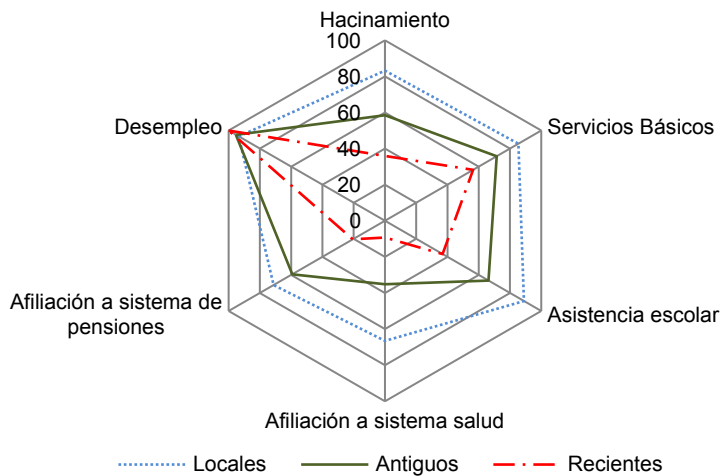 Hacinamiento
100
80
60
40
20
0
Desempleo
Servicios Básicos
Afiliación a sistema de
pensiones
Asistencia escolar
Afiliación a sistema salud
Locales Antiguos Recientes